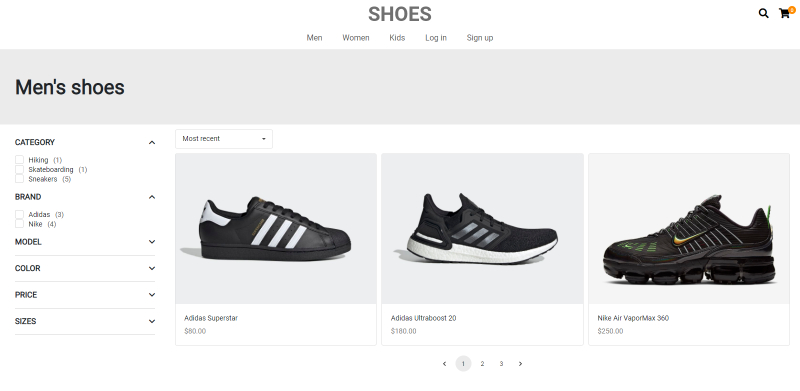 SHOES
0
Men Women Kids Log in Sign up
Men's shoes
CATEGORY
Hiking (1)
Skateboarding (1)
Sneakers (5)
BRAND
Adidas (3)
Nike (4)
MODEL
COLOR
PRICE
SIZES
Most recent
Adidas Superstar
$80.00
Adidas Ultraboost 20
$180.00
Nike Air VaporMax 360
$250.00
1 2 3